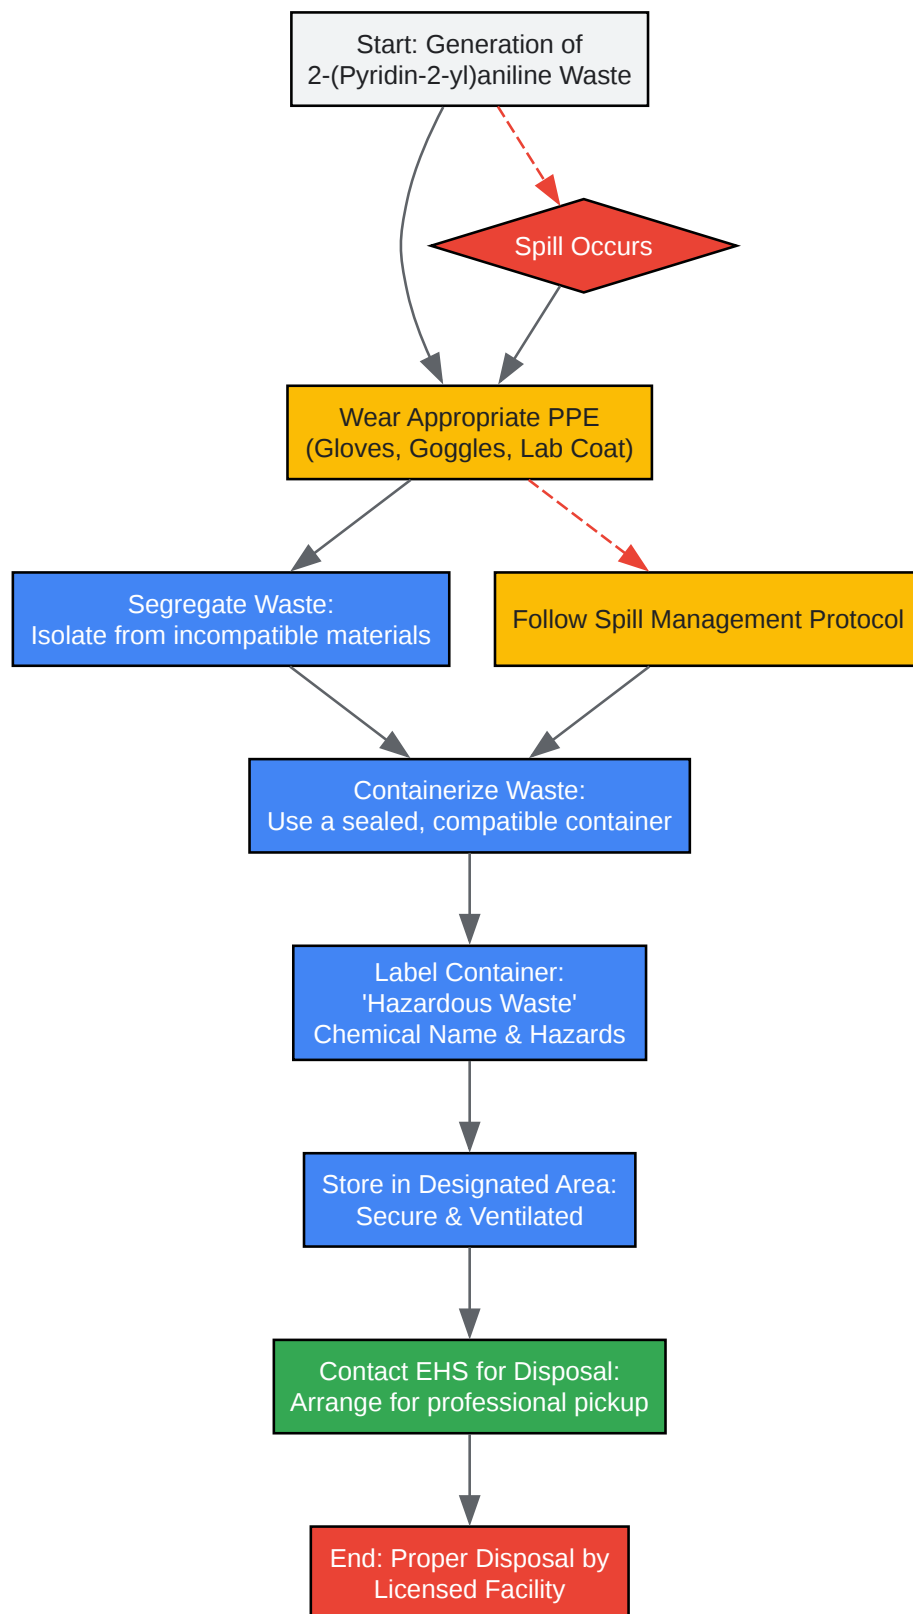 Start: Generation of
2-(Pyridin-2-yl)aniline Waste
Spill Occurs
Wear Appropriate PPE
(Gloves, Goggles, Lab Coat)
Segregate Waste:
Isolate from incompatible materials
Follow Spill Management Protocol
Containerize Waste:
Use a sealed, compatible container
Label Container:
'Hazardous Waste'
Chemical Name & Hazards
Store in Designated Area:
Secure & Ventilated
Contact EHS for Disposal:
Arrange for professional pickup
End: Proper Disposal by
Licensed Facility